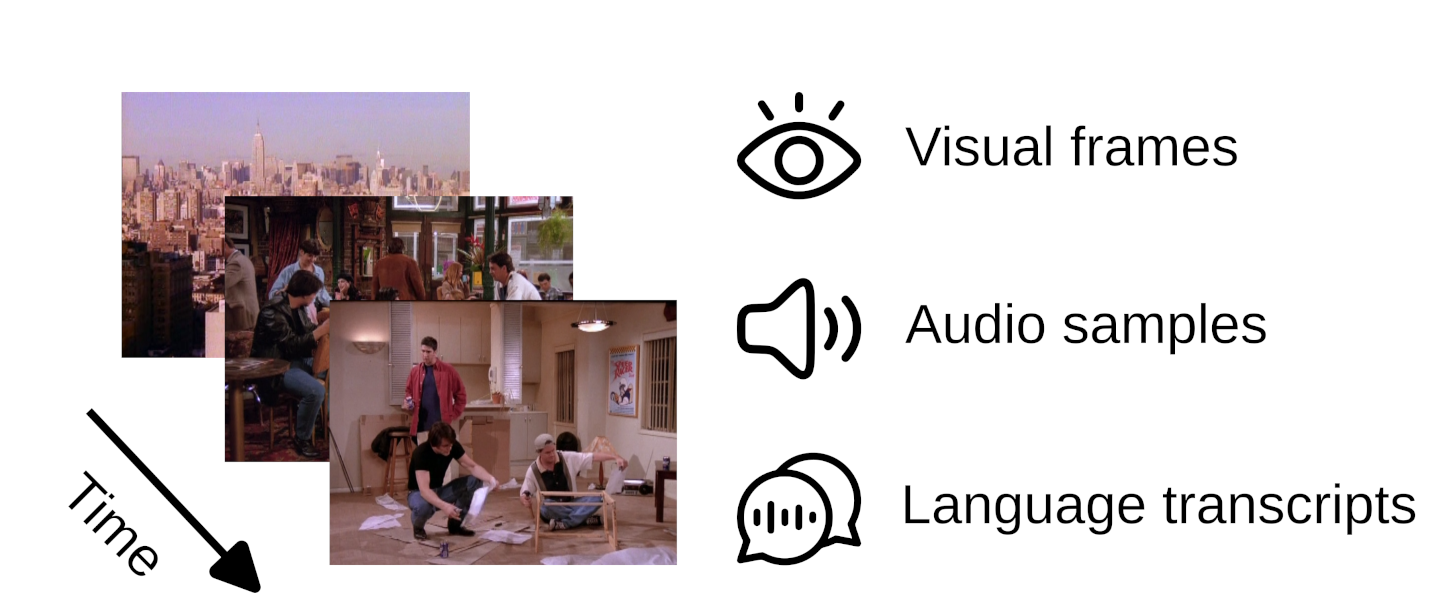 Visual frames
Audio samples
Time
Language transcripts